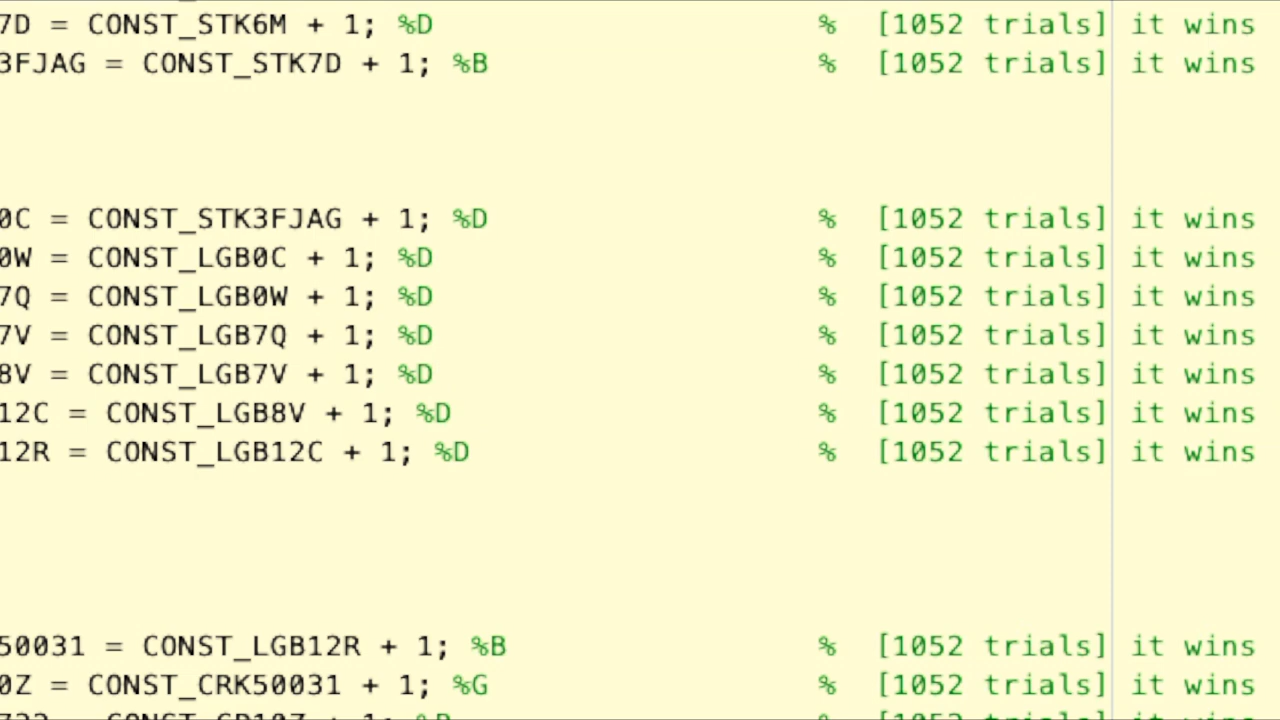 7D = CONST_STK6M + 1; %D % [1052 trials] it wins
3FJAG = CONST_STK7D + 1; %B % [1052 trials] it wins
0C = CONST_STK3FJAG + 1; %D % [1052 trials] it wins
0W = CONST_LGB0C + 1; %D % [1052 trials] it wins
7Q = CONST_LGB0W + 1; %D % [1052 trials] it wins
7V = CONST_LGB7Q + 1; %D % [1052 trials] it wins
8V = CONST_LGB7V + 1; %D % [1052 trials] it wins
12C = CONST_LGB8V + 1; %D % [1052 trials] it wins
12R = CONST_LGB12C + 1; %D % [1052 trials] it wins
50031 = CONST_LGB12R + 1; %B % [1052 trials] it wins
0Z = CONST_CRK50031 + 1; %G % [1052 trials] it wins